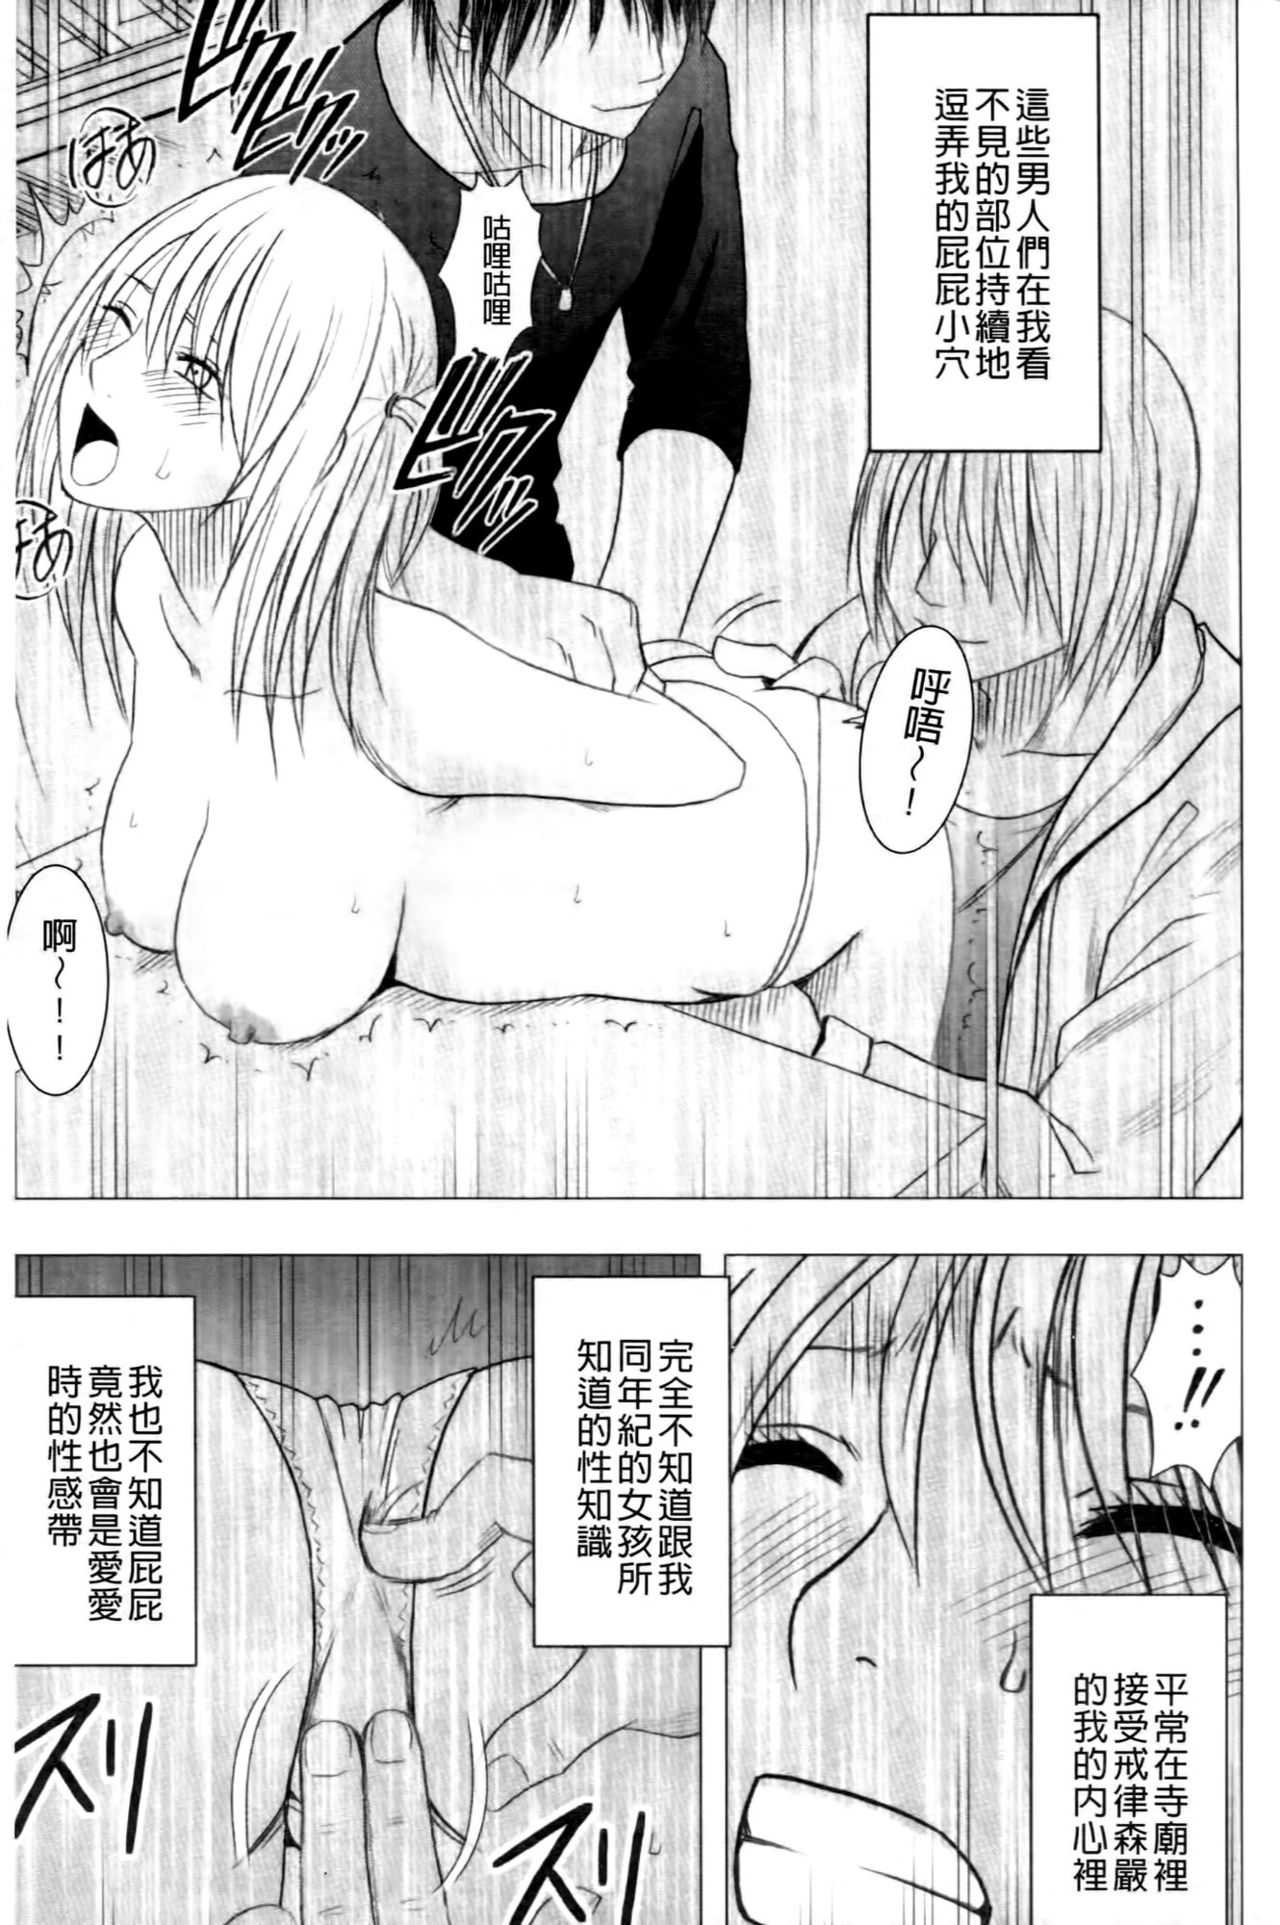 這些男人們在我看
不見的部位持續地
逗弄我的屁屁小穴
ビクビクッ
はあ
咕哩咕哩
ビクッ
はあ
呼唔~!
啊~!!
……!!
平常在寺廟裡
接受戒律森嚴
的我的內心裡
完全不知道跟我
同年紀的女孩所
知道的性知識
我也不知道屁屁
竟然也會是愛愛
時的性感帶
スリ
スリ